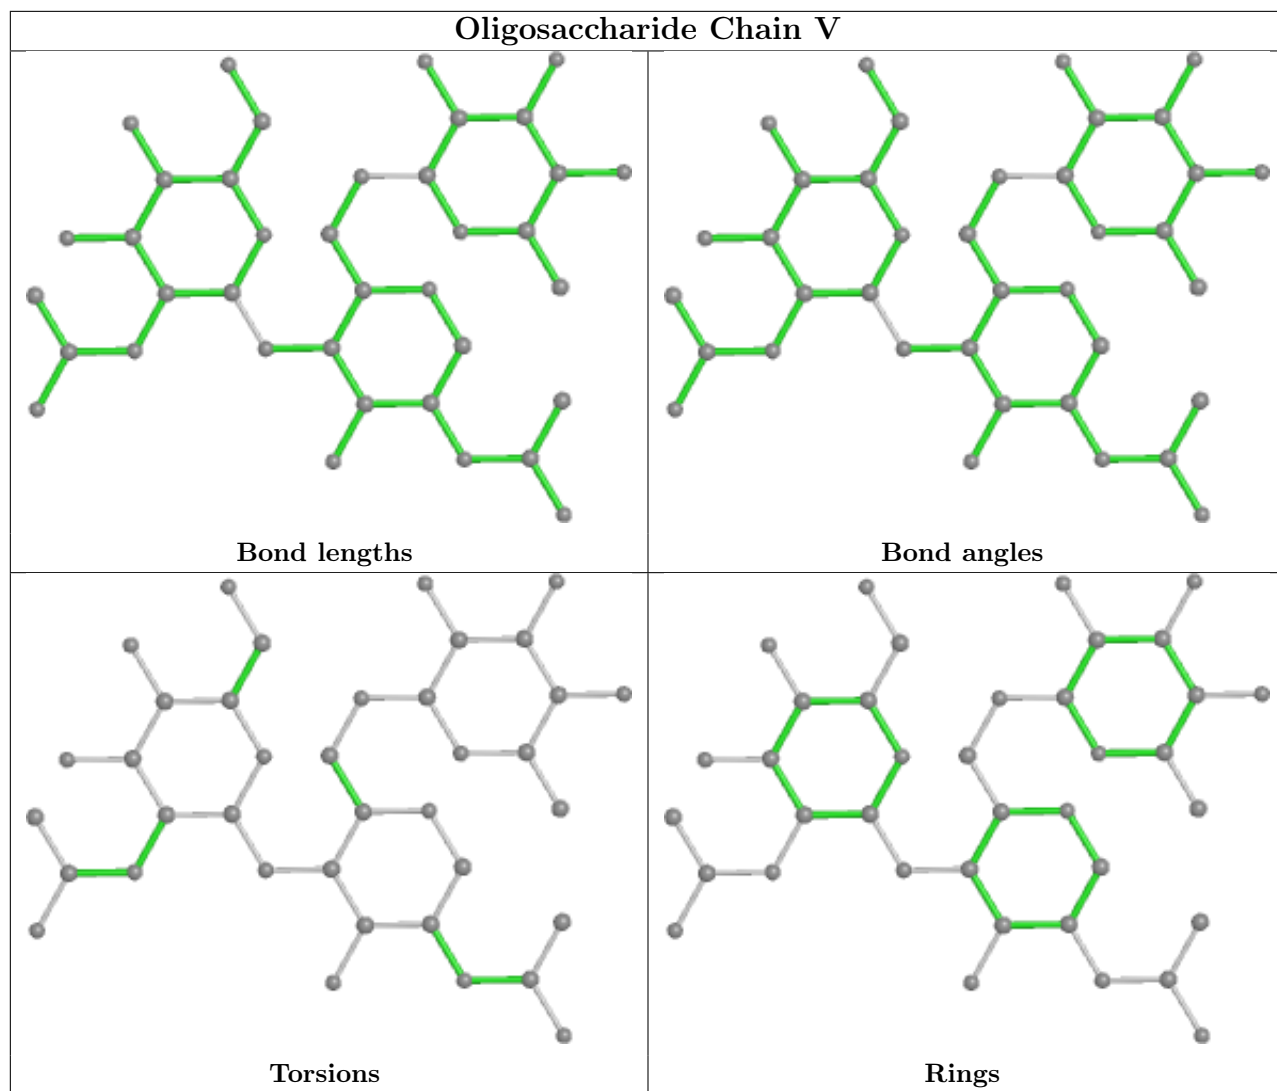 Oligosaccharide Chain V
Bond lengths
Bond angles
Torsions
Rings